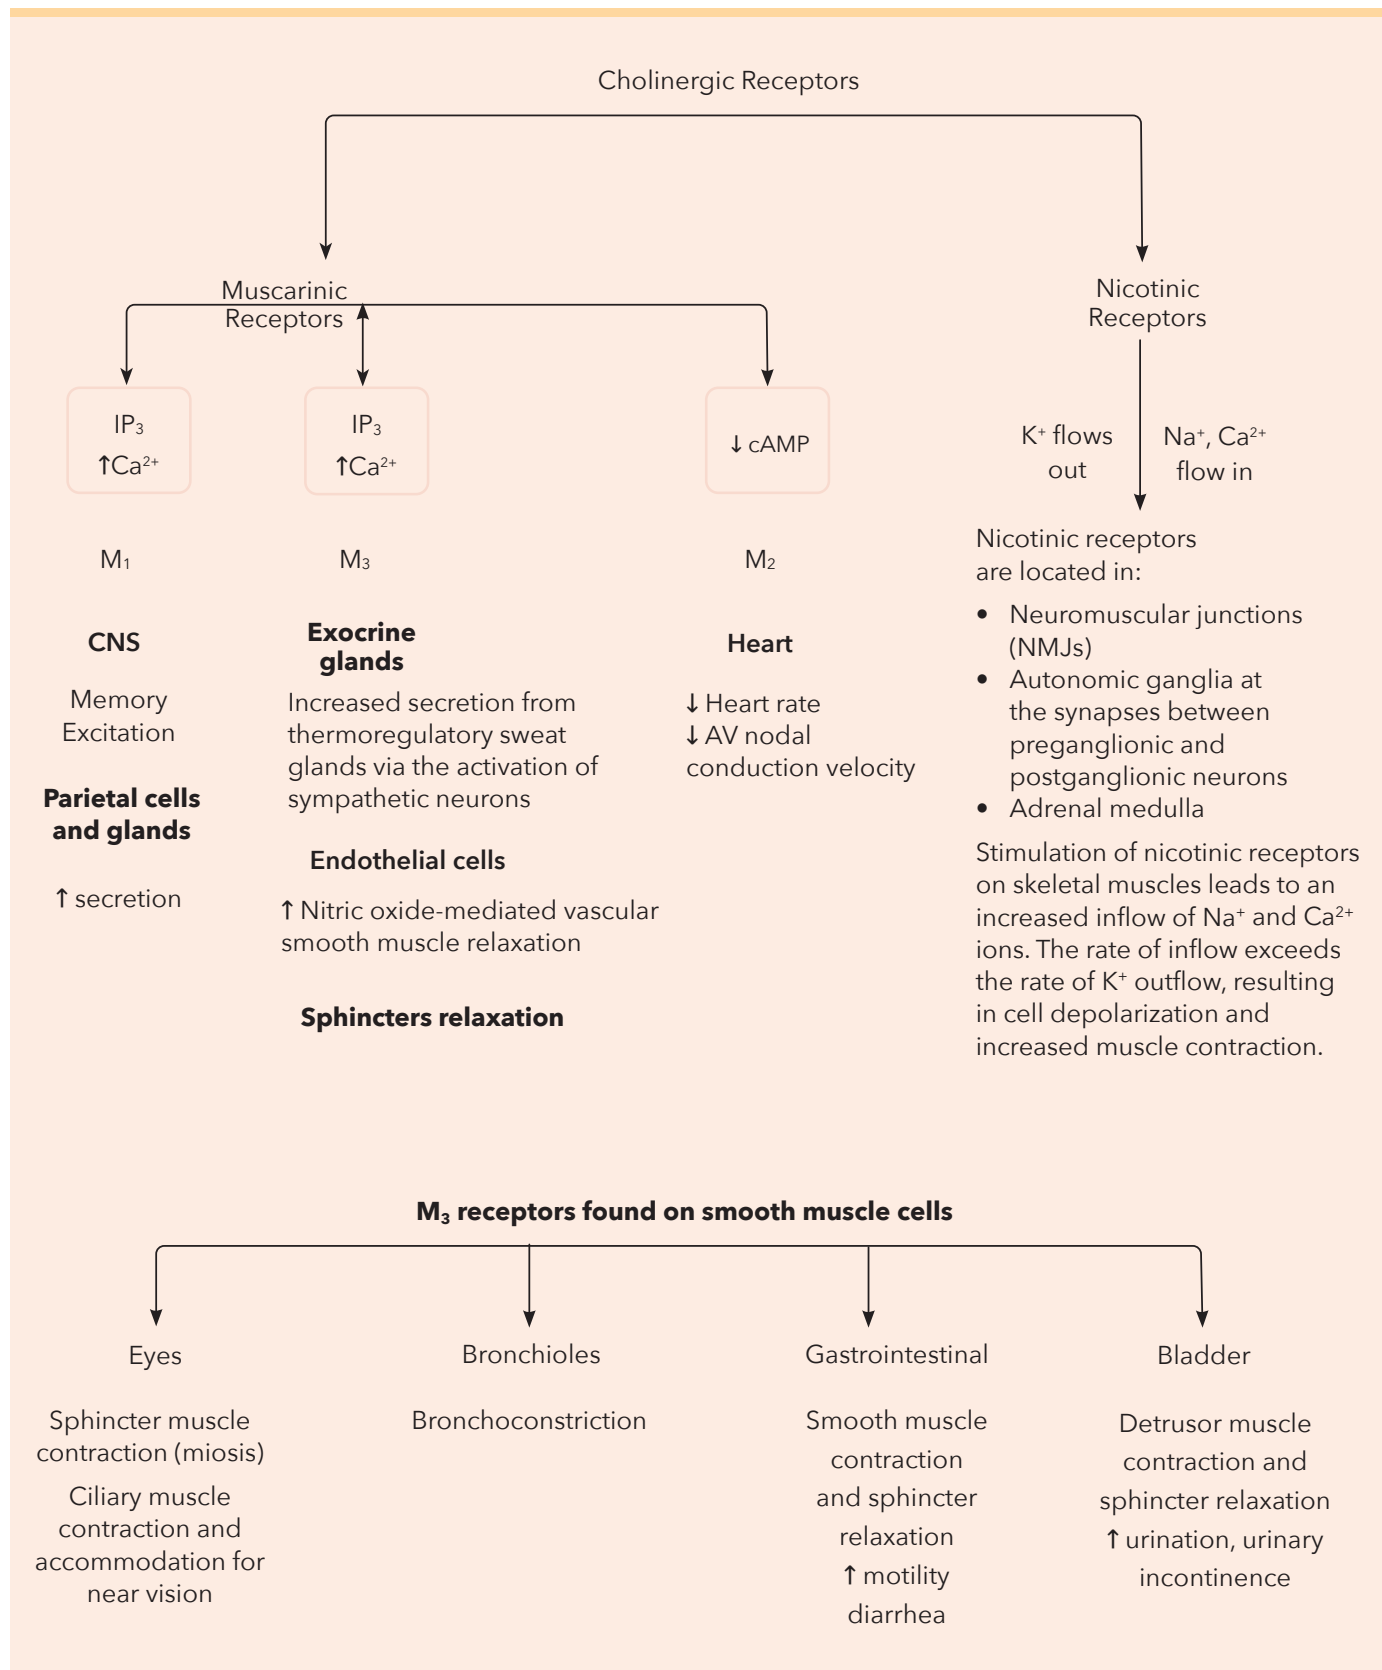 Cholinergic Receptors
Muscarinic
Receptors
IP₃
↑Ca²⁺
M₁
CNS
Memory
Excitation
Parietal cells
and glands
↑ secretion
IP₃
↑Ca²⁺
M₃
Exocrine
glands
Increased secretion from
thermoregulatory sweat
glands via the activation of
sympathetic neurons
Endothelial cells
↑ Nitric oxide-mediated vascular
smooth muscle relaxation
Sphincters relaxation
↓ cAMP
M₂
Heart
↓ Heart rate
↓ AV nodal
conduction velocity
Nicotinic
Receptors
K⁺ flows
out
Na⁺, Ca²⁺
flow in
Nicotinic receptors
are located in:
• Neuromuscular junctions
(NMJs)
• Autonomic ganglia at
the synapses between
preganglionic and
postganglionic neurons
• Adrenal medulla
Stimulation of nicotinic receptors
on skeletal muscles leads to an
increased inflow of Na⁺ and Ca²⁺
ions. The rate of inflow exceeds
the rate of K⁺ outflow, resulting
in cell depolarization and
increased muscle contraction.
M₃ receptors found on smooth muscle cells
Eyes
Sphincter muscle
contraction (miosis)
Ciliary muscle
contraction and
accommodation for
near vision
Bronchioles
Bronchoconstriction
Gastrointestinal
Smooth muscle
contraction
and sphincter
relaxation
↑ motility
diarrhea
Bladder
Detrusor muscle
contraction and
sphincter relaxation
↑ urination, urinary
incontinence